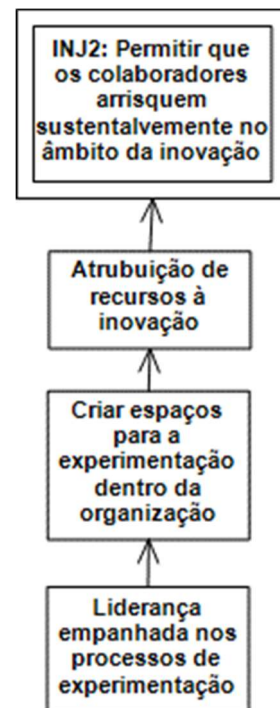 INJ2: Permitir que
os colaboradores
arrisquem
sustentalvemente no
âmbito da inovação
Atrubuição de
recursos à
inovação
Criar espaços
para a
experimentação
dentro da
organização
Liderança
empanhada nos
processos de
experimentação